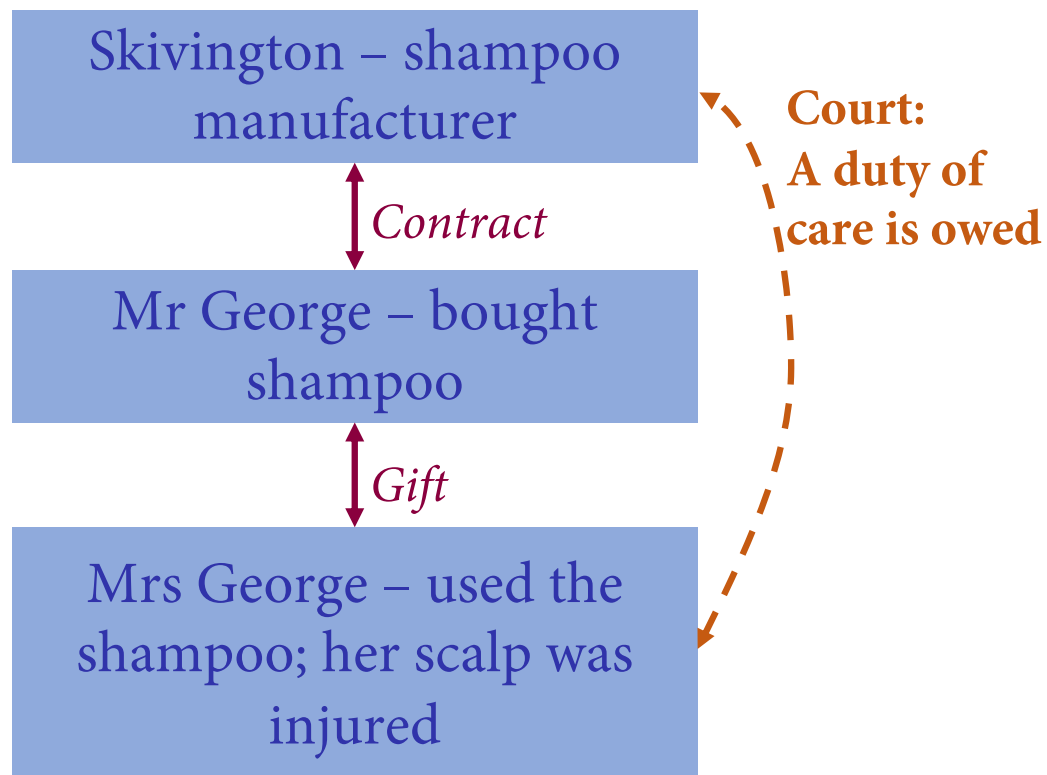 Skivington – shampoo
manufacturer
Court:
A duty of
care is owed
Contract
Mr George – bought
shampoo
Gift
Mrs George – used the
shampoo; her scalp was
injured